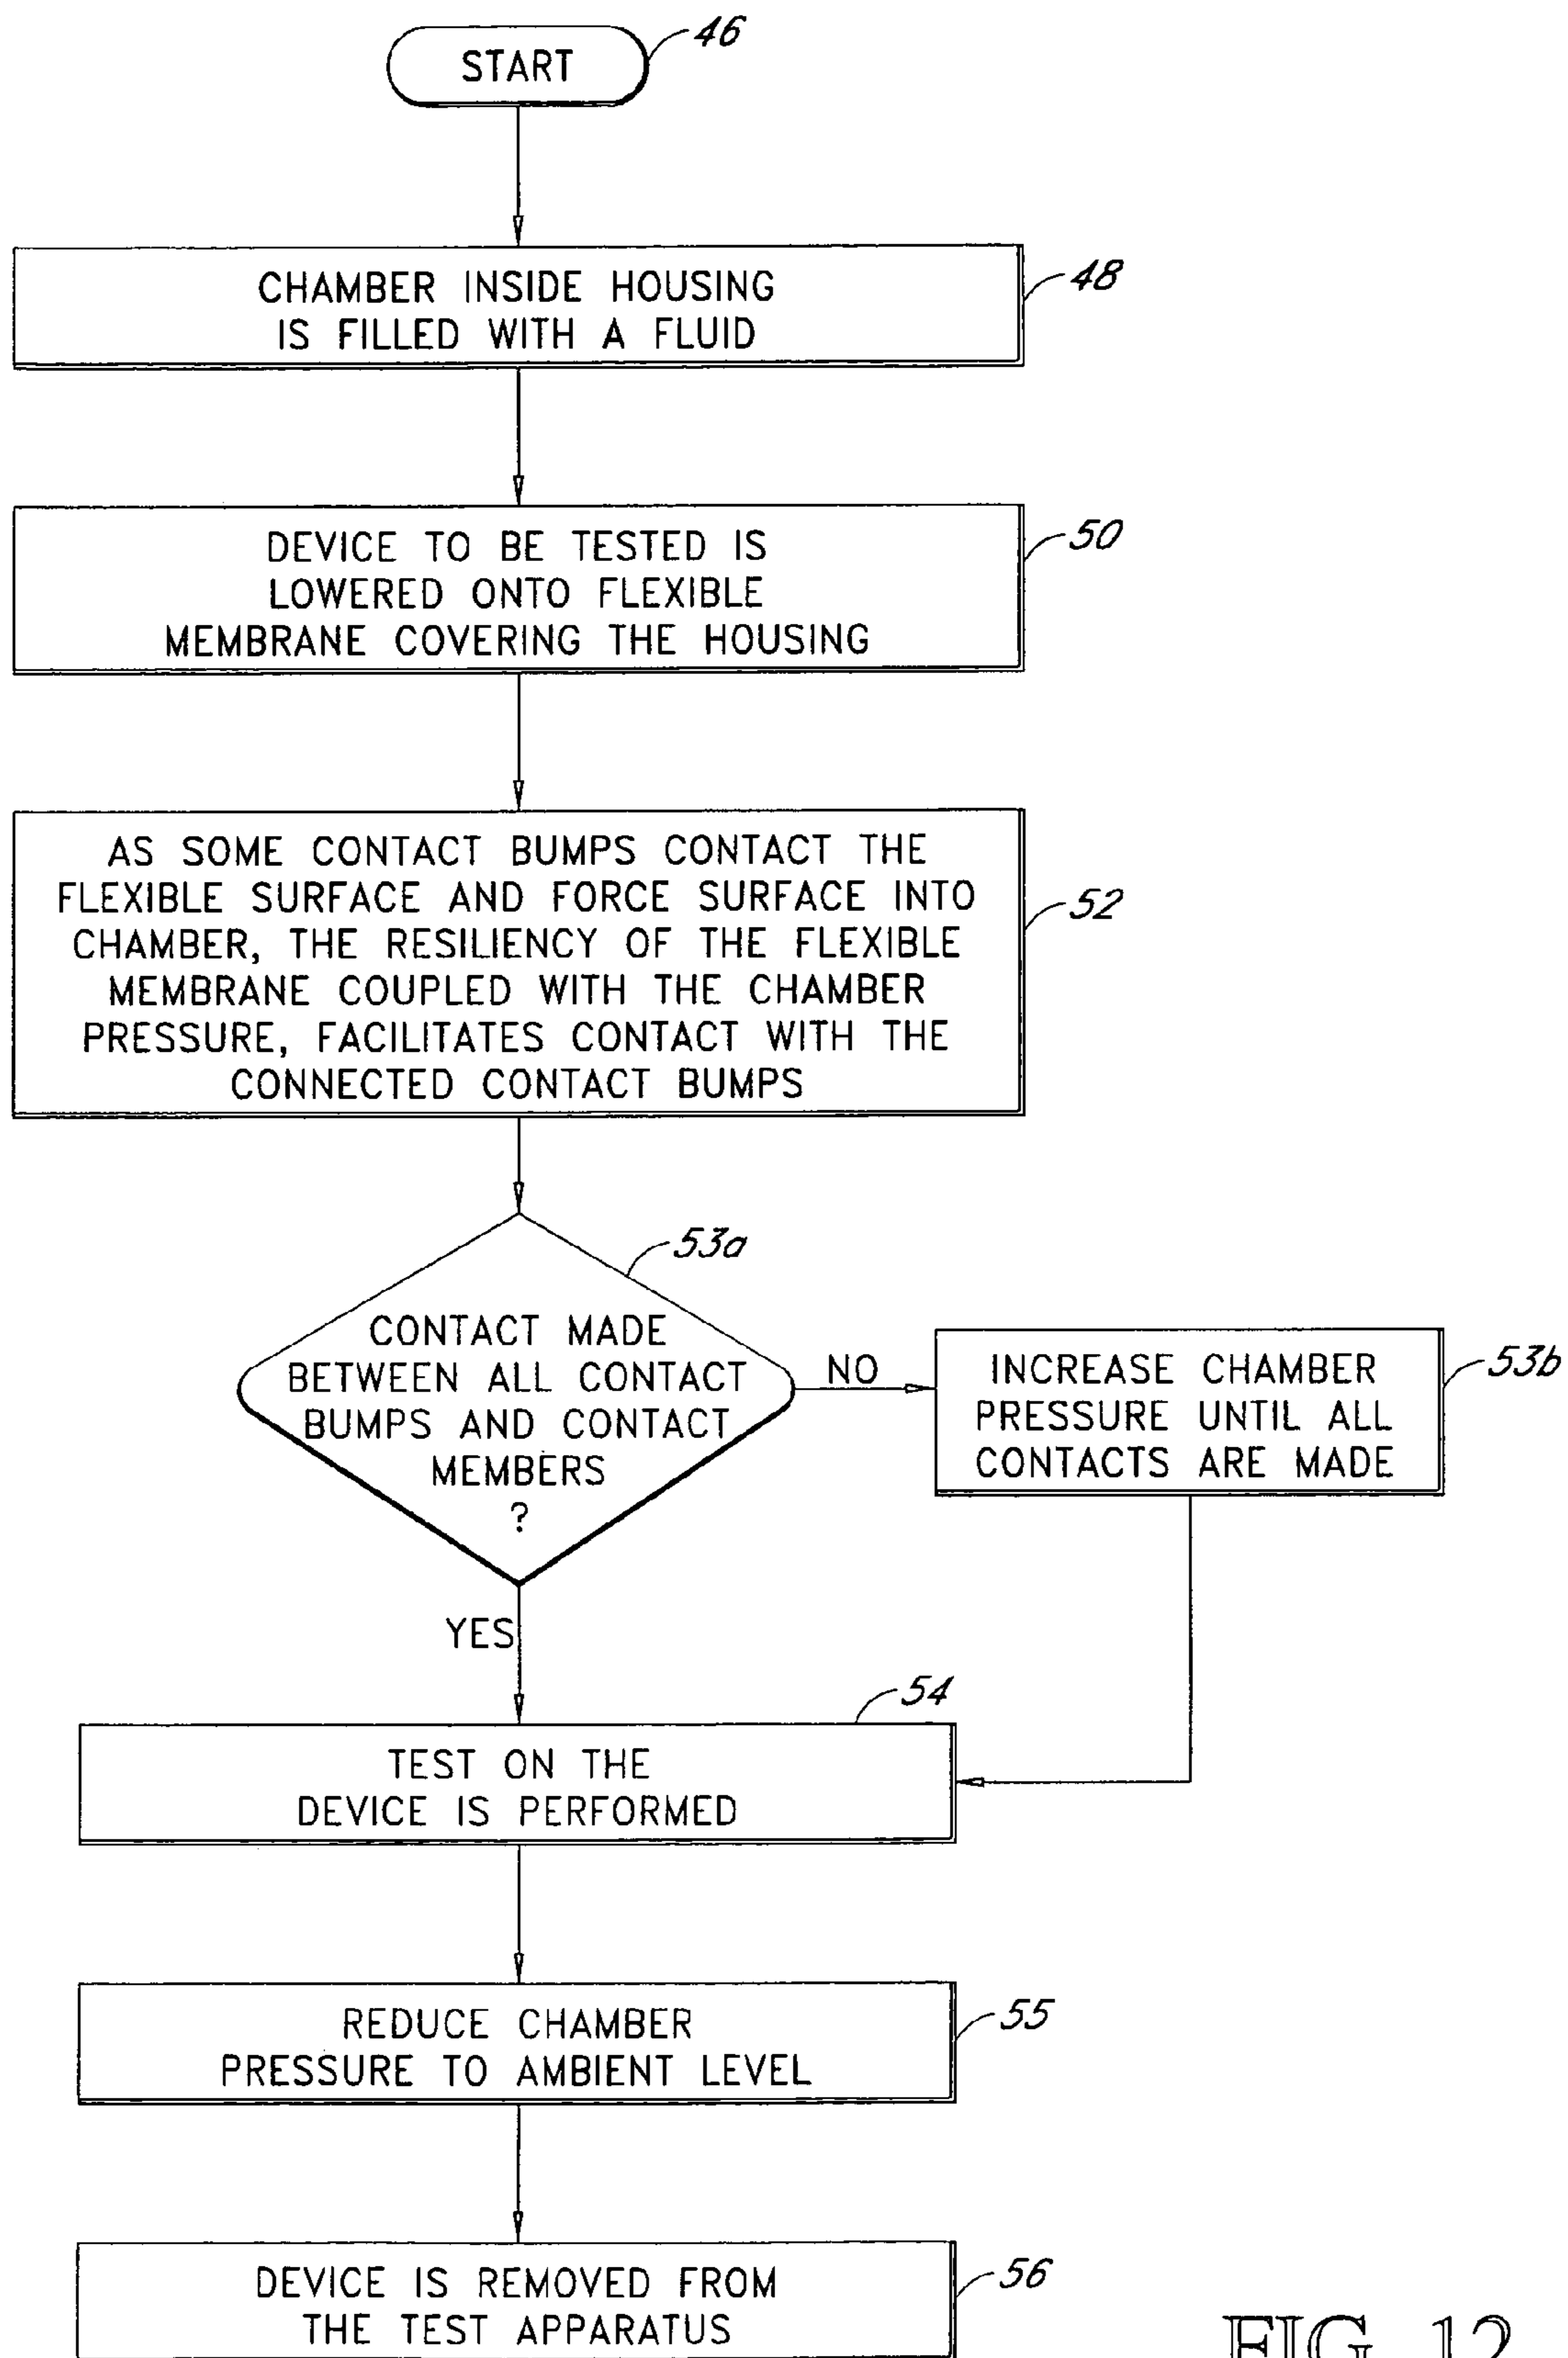 START
46
CHAMBER INSIDE HOUSING
IS FILLED WITH A FLUID
48
DEVICE TO BE TESTED IS
LOWERED ONTO FLEXIBLE
MEMBRANE COVERING THE HOUSING
50
AS SOME CONTACT BUMPS CONTACT THE
FLEXIBLE SURFACE AND FORCE SURFACE INTO
CHAMBER, THE RESILIENCY OF THE FLEXIBLE
MEMBRANE COUPLED WITH THE CHAMBER
PRESSURE, FACILITATES CONTACT WITH THE
CONNECTED CONTACT BUMPS
52
53a
CONTACT MADE
BETWEEN ALL CONTACT
BUMPS AND CONTACT
MEMBERS
?
NO
INCREASE CHAMBER
PRESSURE UNTIL ALL
CONTACTS ARE MADE
53b
YES
54
TEST ON THE
DEVICE IS PERFORMED
REDUCE CHAMBER
PRESSURE TO AMBIENT LEVEL
55
DEVICE IS REMOVED FROM
THE TEST APPARATUS
56
FIG. 12